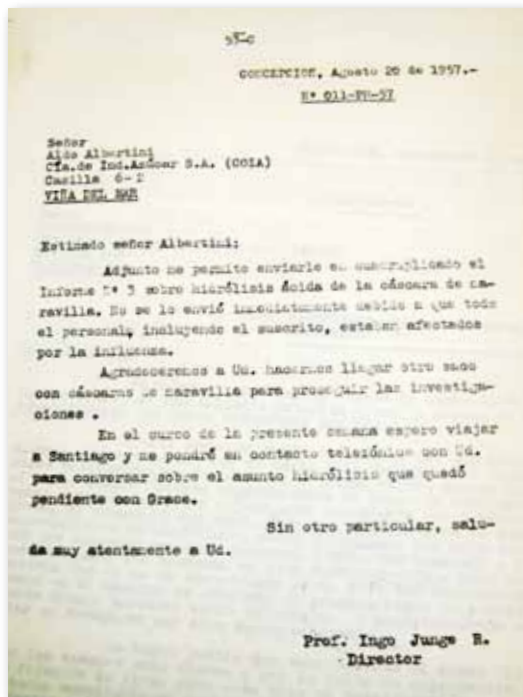 CONCEPCION, Agosto 20 de 1957.-
Nº 011-PP-57
Señor
Aldo Albertini
Cía.de Ind.Azúcar S.A. (COIA)
Casilla 6-D
VIÑA DEL MAR
Estimado señor Albertini:
Adjunto me permito enviarle en cuadruplicado el
Informe Nº 3 sobre hidrólisis ácida de la cáscara de ma-
ravilla. No se lo envié inmediatamente debido a que todo
el personal, incluyendo el suscrito, estaban afectados
por la influenza.
Agradeceremos a Ud. hacernos llegar otro saco
con cáscaras de maravilla para proseguir las investiga-
ciones .
En el curso de la presente semana espero viajar
a Santiago y me pondré en contacto telefónico con Ud.
para conversar sobre el asunto hidrólisis que quedó
pendiente con Grace.
Sin otro particular, salu-
da muy atentamente a Ud.
Prof. Ingo Junge R.
Director